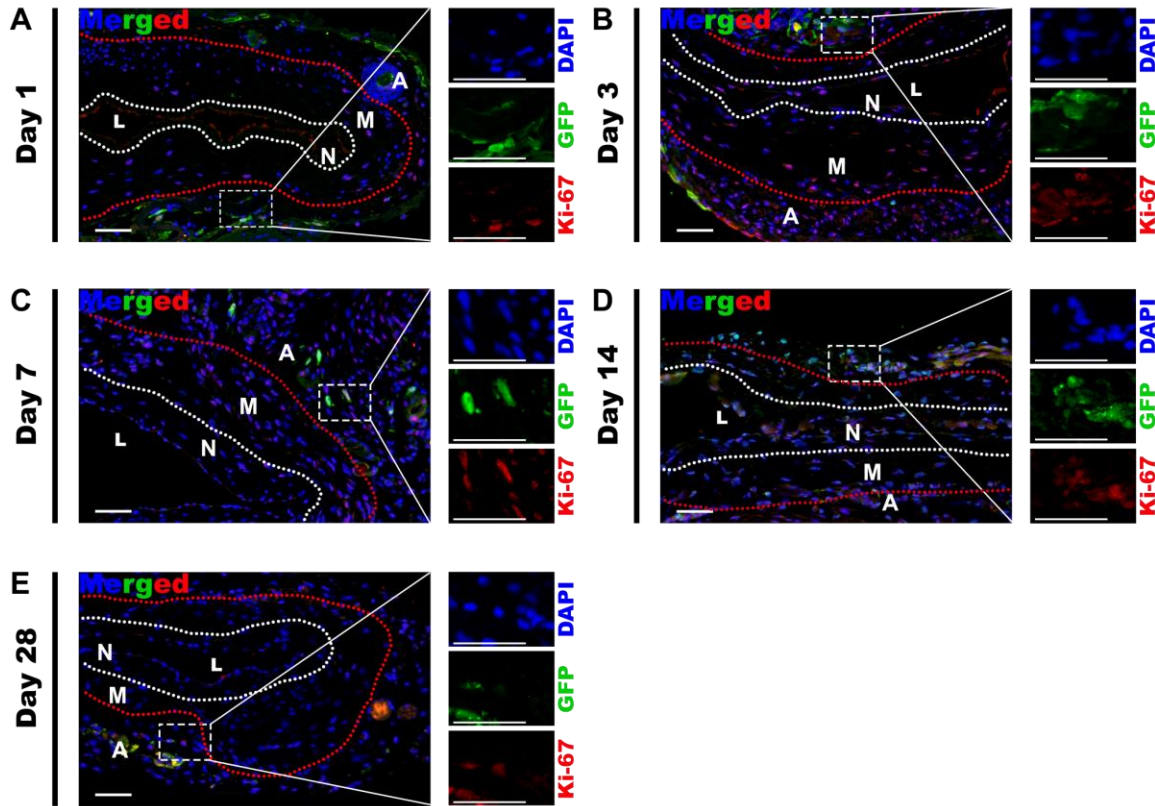 A
Day 1
Merged
A
L
M
N
DAPI
GFP
Ki-67
B
Day 3
Merged
L
N
M
A
DAPI
GFP
Ki-67
C
Day 7
Merged
A
M
L
N
DAPI
GFP
Ki-67
D
Day 14
Merged
L
N
M
A
DAPI
GFP
Ki-67
E
Day 28
Merged
N
L
M
A
DAPI
GFP
Ki-67